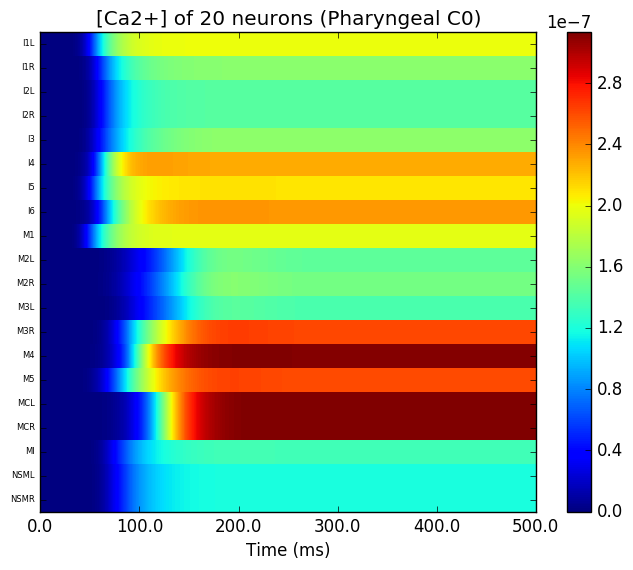 [Ca2+] of 20 neurons (Pharyngeal C0)
1e−7
I1L
I1R
I2L
I2R
I3
I4
I5
I6
M1
M2L
M2R
M3L
M3R
M4
M5
MCL
MCR
MI
NSML
NSMR
2.8
2.4
2.0
1.6
1.2
0.8
0.4
0.0
0.0 100.0 200.0 300.0 400.0 500.0
Time (ms)